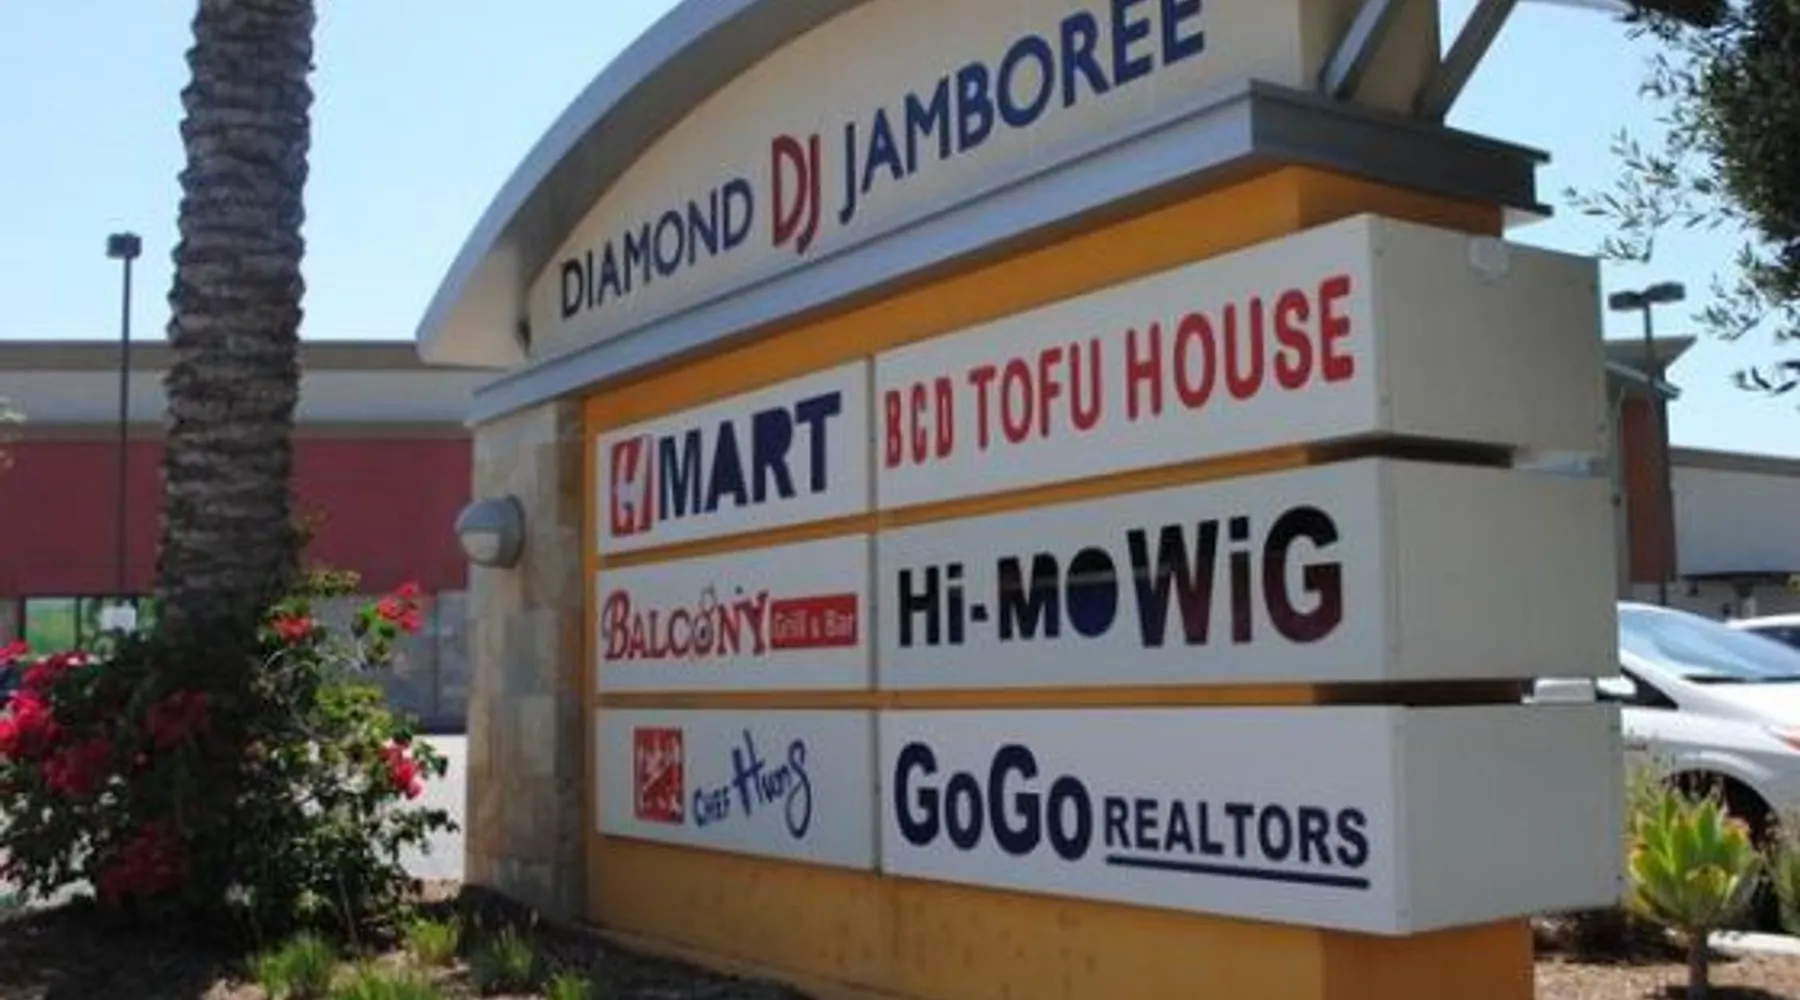 DIAMOND DJ JAMBOREE
H MART
BCD TOFU HOUSE
BALCONY Grill & Bar
Hi-MOWiG
CHEF Hung
GoGo REALTORS